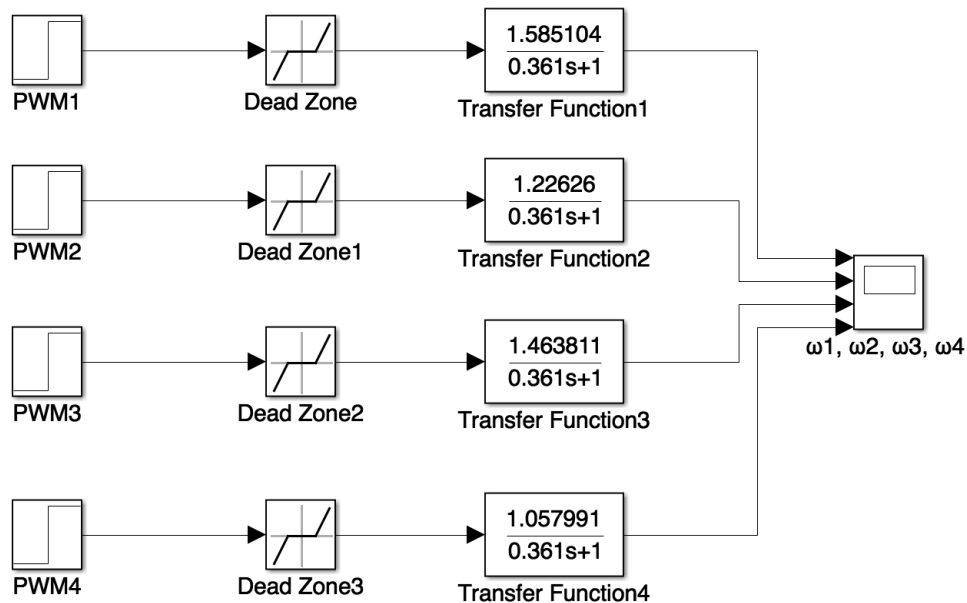 1.585104
0.361s+1
PWM1
Dead Zone
Transfer Function1
1.22626
0.361s+1
PWM2
Dead Zone1
Transfer Function2
1.463811
0.361s+1
ω1, ω2, ω3, ω4
PWM3
Dead Zone2
Transfer Function3
1.057991
0.361s+1
PWM4
Dead Zone3
Transfer Function4